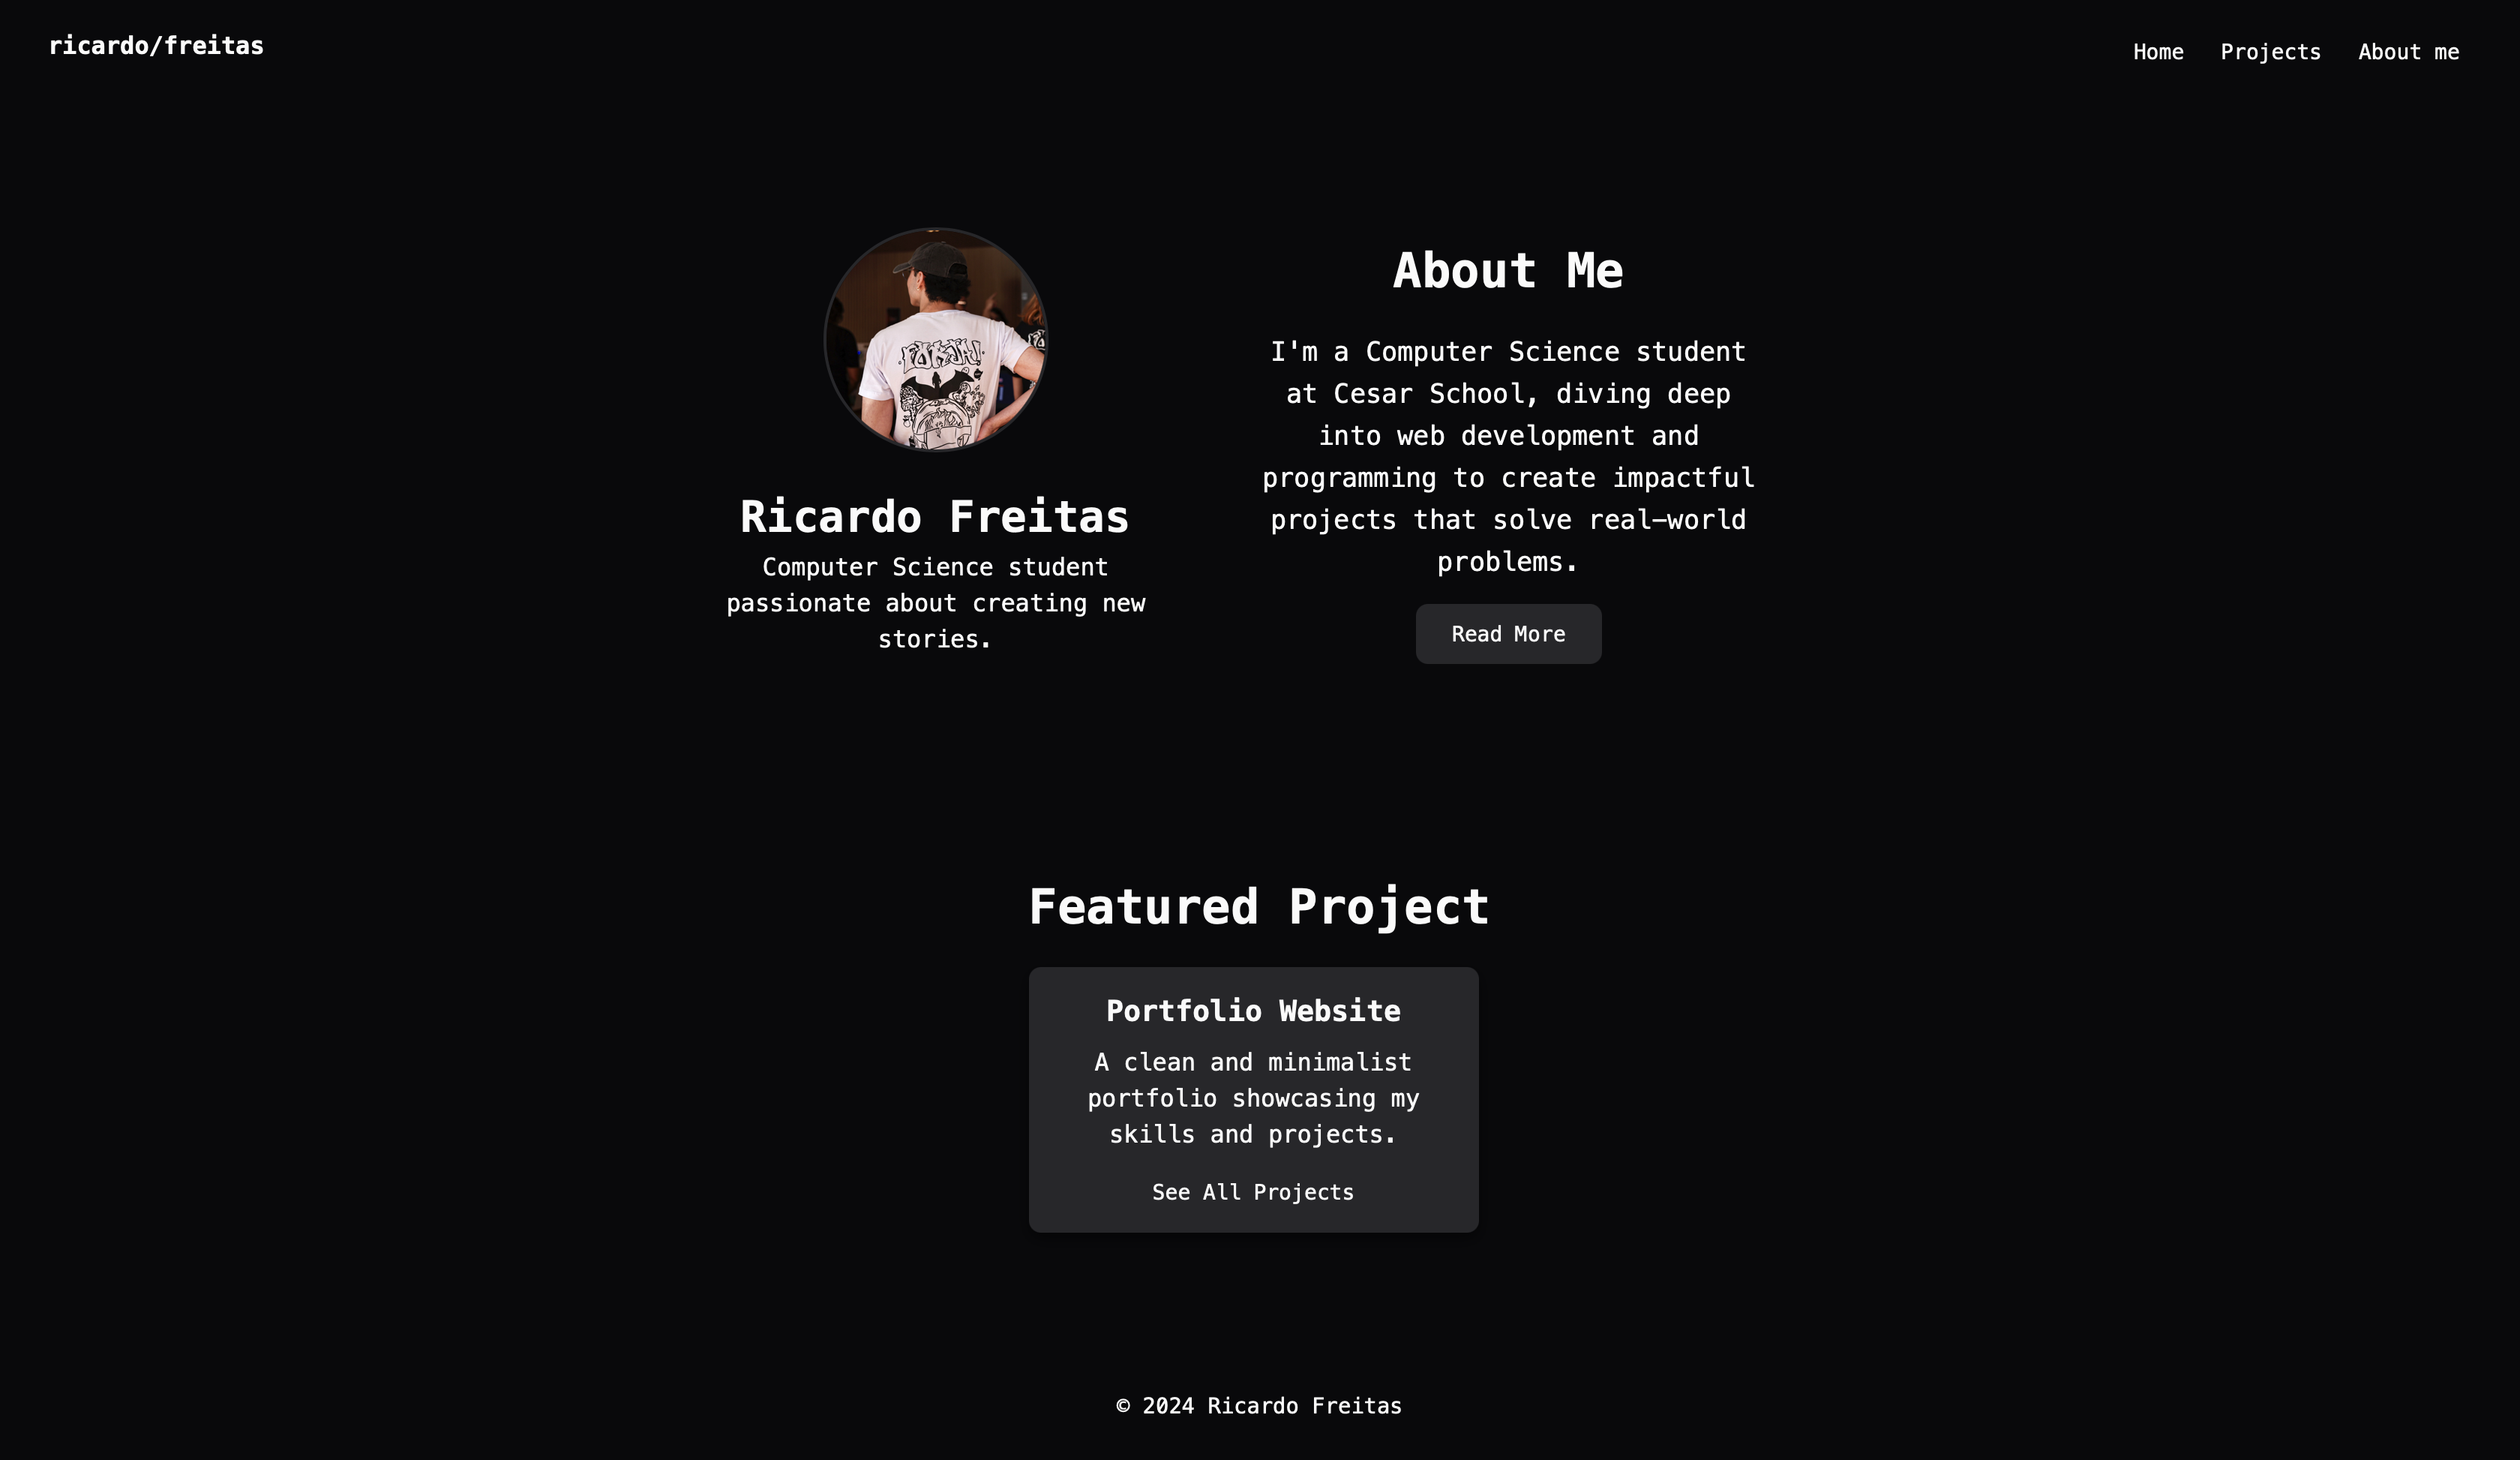 ricardo/freitas
Home Projects About me
FORJA!
Ricardo Freitas
Computer Science student
passionate about creating new
stories.
About Me
I'm a Computer Science student
at Cesar School, diving deep
into web development and
programming to create impactful
projects that solve real-world
problems.
Read More
Featured Project
Portfolio Website
A clean and minimalist
portfolio showcasing my
skills and projects.
See All Projects
© 2024 Ricardo Freitas